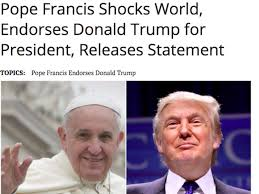 Pope Francis Shocks World,
Endorses Donald Trump for
President, Releases Statement
TOPICS: Pope Francis Endorses Donald Trump